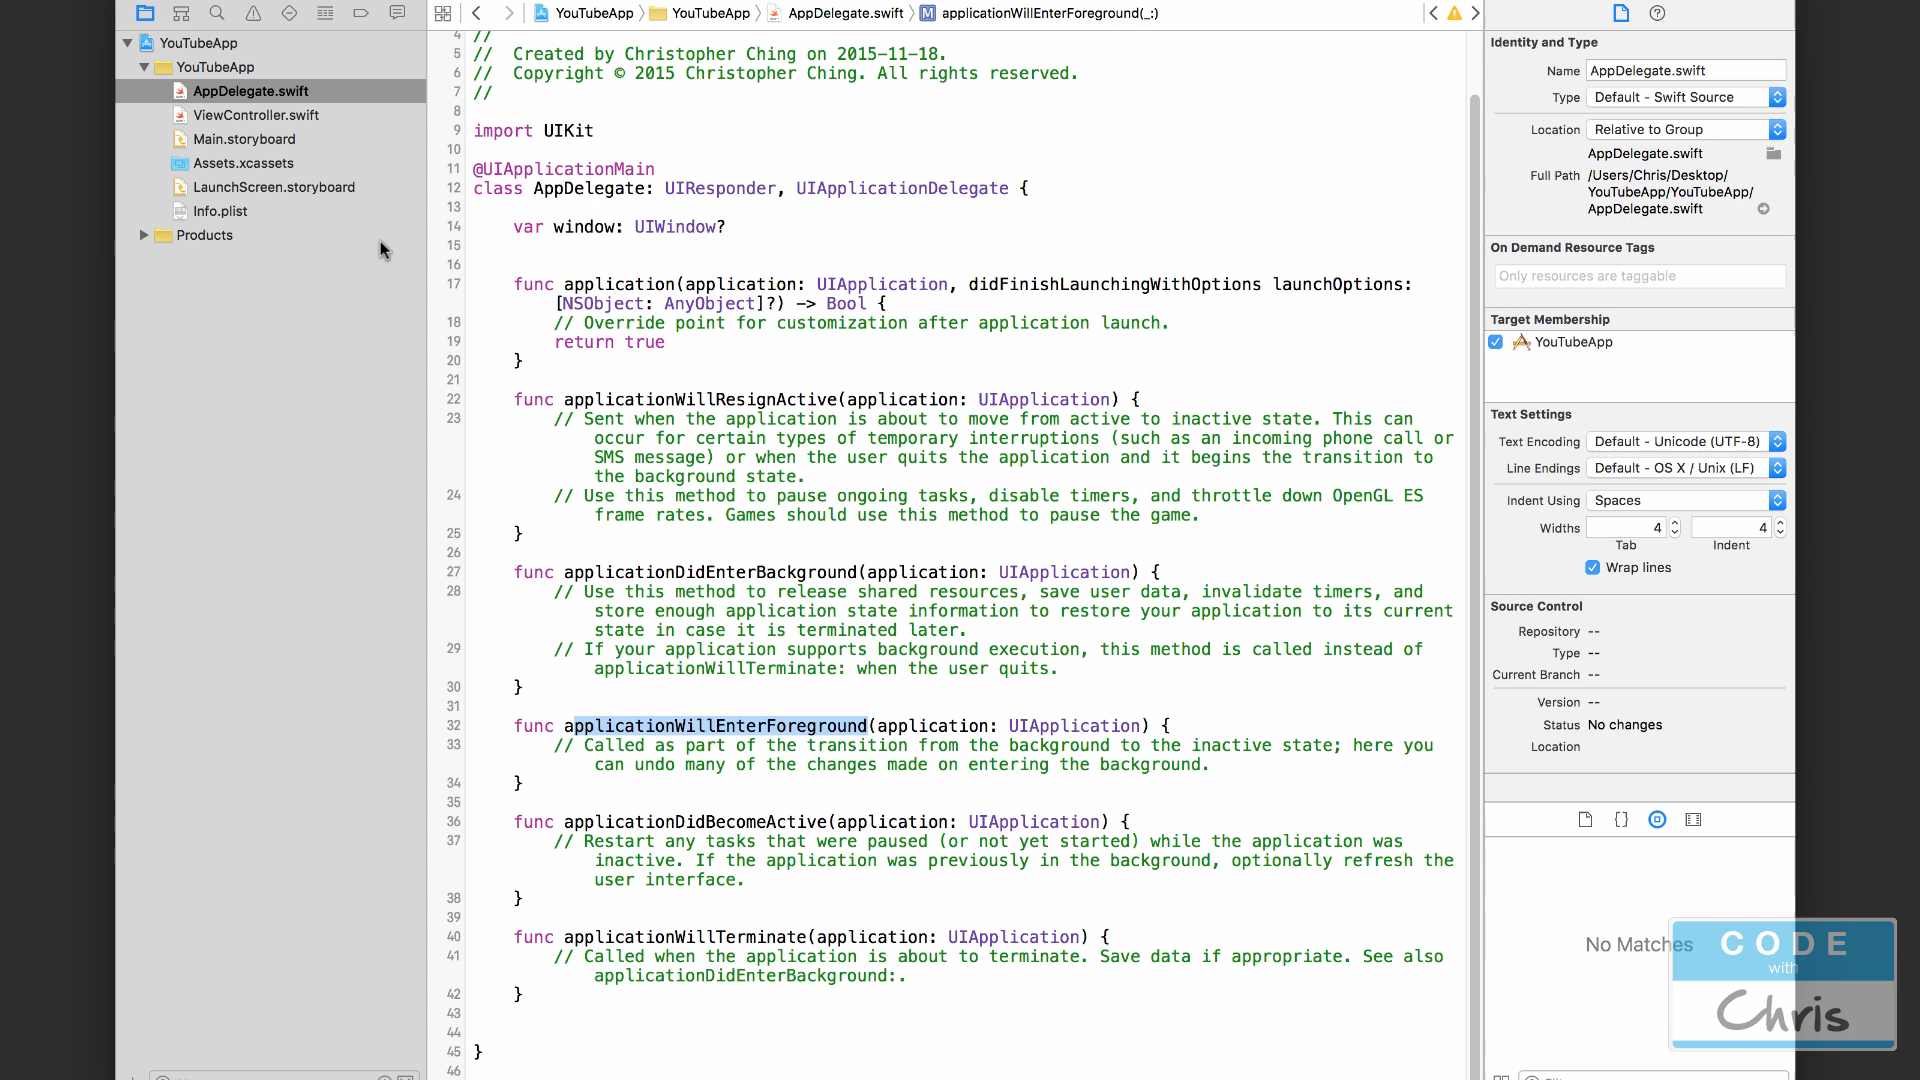 YouTubeApp
YouTubeApp
AppDelegate.swift
ViewController.swift
Main.storyboard
Assets.xcassets
LaunchScreen.storyboard
Info.plist
Products
YouTubeApp YouTubeApp AppDelegate.swift M applicationWillEnterForeground(_:)
4 //
5 //  Created by Christopher Ching on 2015-11-18.
6 //  Copyright © 2015 Christopher Ching. All rights reserved.
7 //
8
9 import UIKit
10
11 @UIApplicationMain
12 class AppDelegate: UIResponder, UIApplicationDelegate {
13
14 var window: UIWindow?
15
16
17 func application(application: UIApplication, didFinishLaunchingWithOptions launchOptions:
[NSObject: AnyObject]?) -> Bool {
18 // Override point for customization after application launch.
19 return true
20 }
21
22 func applicationWillResignActive(application: UIApplication) {
23 // Sent when the application is about to move from active to inactive state. This can
occur for certain types of temporary interruptions (such as an incoming phone call or
SMS message) or when the user quits the application and it begins the transition to
the background state.
24 // Use this method to pause ongoing tasks, disable timers, and throttle down OpenGL ES
frame rates. Games should use this method to pause the game.
25 }
26
27 func applicationDidEnterBackground(application: UIApplication) {
28 // Use this method to release shared resources, save user data, invalidate timers, and
store enough application state information to restore your application to its current
state in case it is terminated later.
29 // If your application supports background execution, this method is called instead of
applicationWillTerminate: when the user quits.
30 }
31
32 func applicationWillEnterForeground(application: UIApplication) {
33 // Called as part of the transition from the background to the inactive state; here you
can undo many of the changes made on entering the background.
34 }
35
36 func applicationDidBecomeActive(application: UIApplication) {
37 // Restart any tasks that were paused (or not yet started) while the application was
inactive. If the application was previously in the background, optionally refresh the
user interface.
38 }
39
40 func applicationWillTerminate(application: UIApplication) {
41 // Called when the application is about to terminate. Save data if appropriate. See also
applicationDidEnterBackground:.
42 }
43
44
45 }
46
Identity and Type
Name AppDelegate.swift
Type Default - Swift Source
Location Relative to Group
AppDelegate.swift
Full Path /Users/Chris/Desktop/
YouTubeApp/YouTubeApp/
AppDelegate.swift
On Demand Resource Tags
Only resources are taggable
Target Membership
YouTubeApp
Text Settings
Text Encoding Default - Unicode (UTF-8)
Line Endings Default - OS X / Unix (LF)
Indent Using Spaces
Widths 4 4
Tab Indent
Wrap lines
Source Control
Repository --
Type --
Current Branch --
Version --
Status No changes
Location
No Matches
CODE
with
Chris